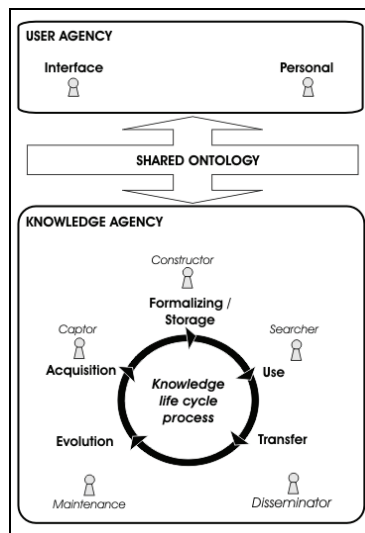 USER AGENCY
Interface
Personal
SHARED ONTOLOGY
KNOWLEDGE AGENCY
Constructor
Formalizing /
Storage
Captor
Searcher
Acquisition
Use
Knowledge
life cycle
process
Evolution
Transfer
Maintenance
Disseminator